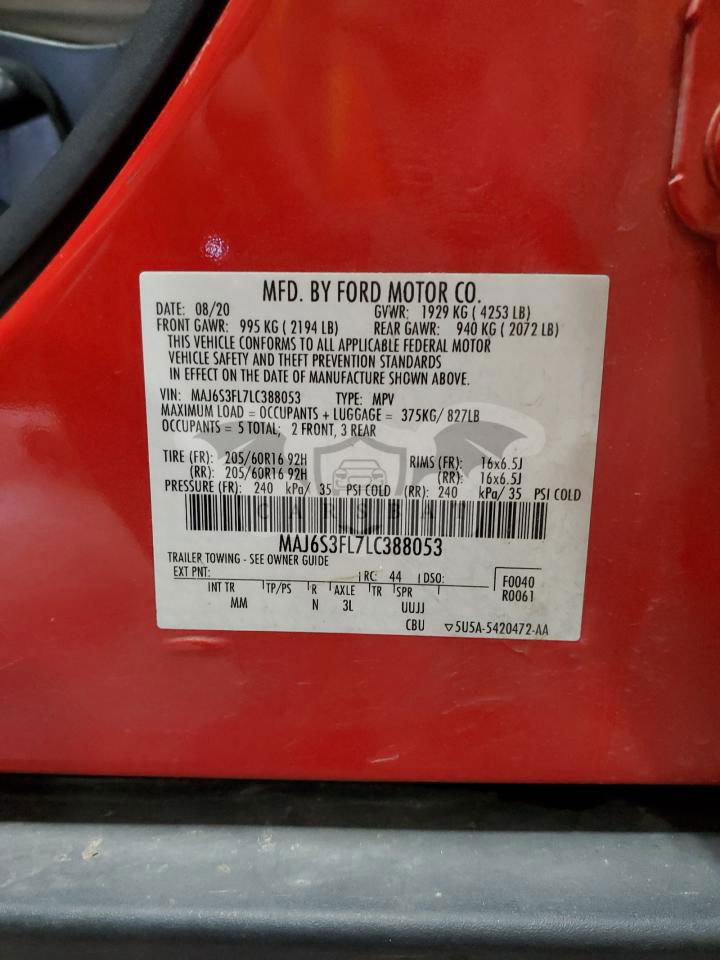 MFD. BY FORD MOTOR CO.
DATE: 08/20 GVWR: 1929 KG ( 4253 LB)
FRONT GAWR: 995 KG ( 2194 LB) REAR GAWR: 940 KG ( 2072 LB)
THIS VEHICLE CONFORMS TO ALL APPLICABLE FEDERAL MOTOR
VEHICLE SAFETY AND THEFT PREVENTION STANDARDS
IN EFFECT ON THE DATE OF MANUFACTURE SHOWN ABOVE.
VIN: MAJ6S3FL7LC388053 TYPE: MPV
MAXIMUM LOAD = OCCUPANTS + LUGGAGE = 375KG/ 827LB
OCCUPANTS = 5 TOTAL; 2 FRONT, 3 REAR
TIRE (FR): 205/60R16 92H RIMS (FR): 16x6.5J
(RR): 205/60R16 92H (RR): 16x6.5J
PRESSURE (FR): 240 kPa/ 35 PSI COLD (RR): 240 kPa/ 35 PSI COLD
CARSBAT
MAJ6S3FL7LC388053
TRAILER TOWING - SEE OWNER GUIDE
EXT PNT: RC: 44 DSO: F0040
INT TR TP/PS R AXLE TR SPR R0061
MM N 3L UUJJ
CBU ▽5U5A-5420472-AA